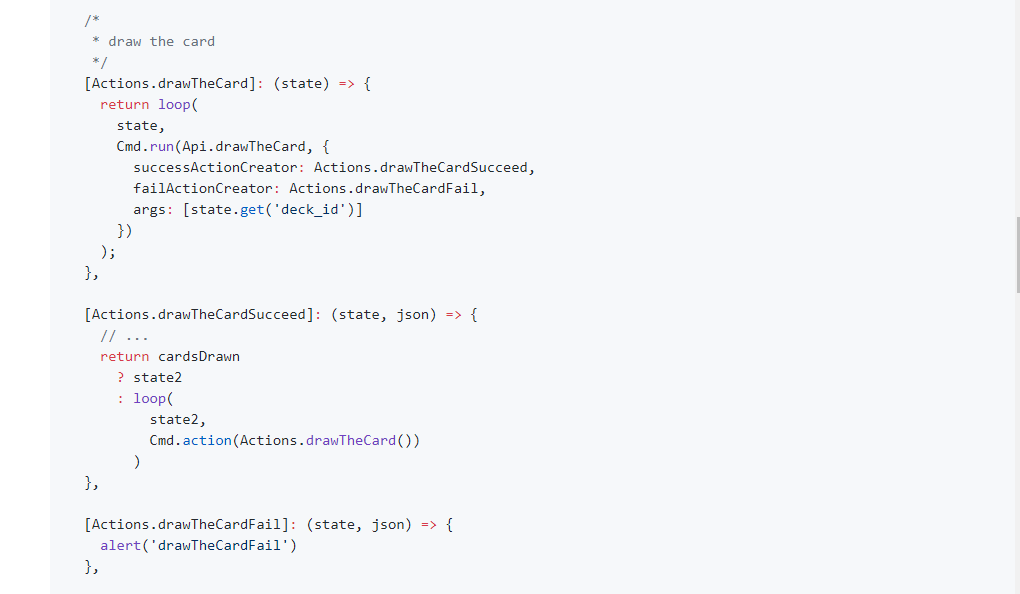 /*
 * draw the card
 */
[Actions.drawTheCard]: (state) => {
  return loop(
    state,
    Cmd.run(Api.drawTheCard, {
      successActionCreator: Actions.drawTheCardSucceed,
      failActionCreator: Actions.drawTheCardFail,
      args: [state.get('deck_id')]
    })
  );
},

[Actions.drawTheCardSucceed]: (state, json) => {
  // ...
  return cardsDrawn
    ? state2
    : loop(
        state2,
        Cmd.action(Actions.drawTheCard())
      )
},

[Actions.drawTheCardFail]: (state, json) => {
  alert('drawTheCardFail')
},